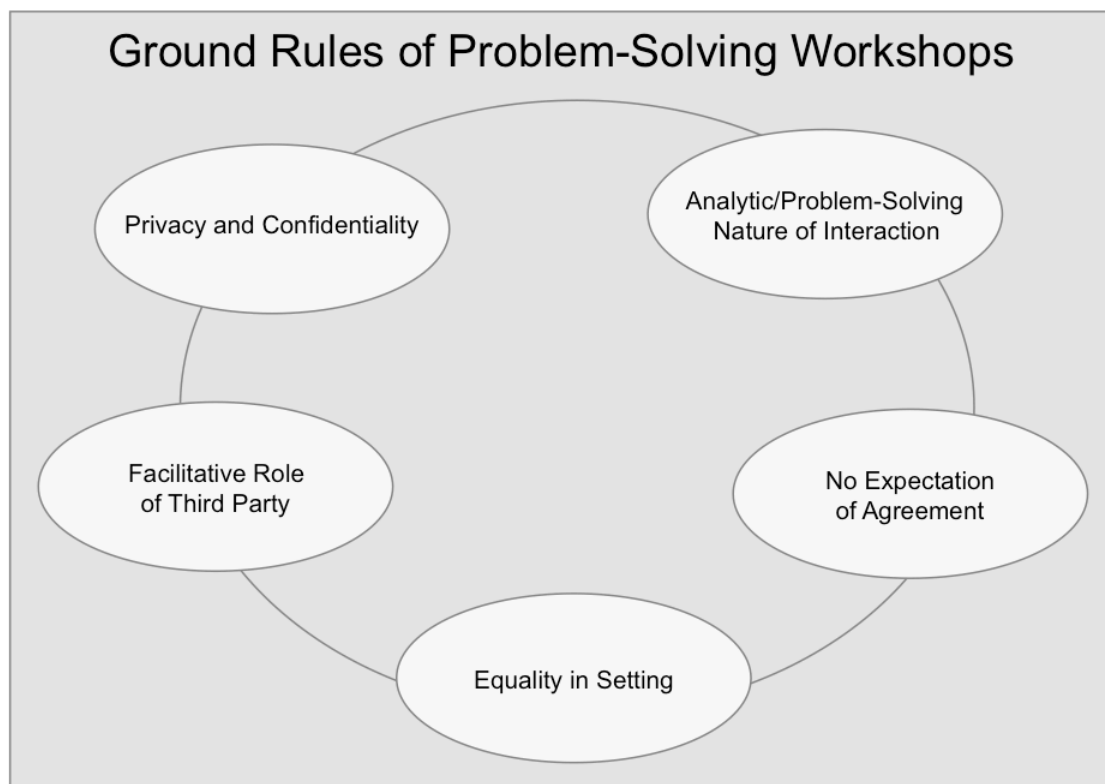 Ground Rules of Problem-Solving Workshops
Privacy and Confidentiality
Analytic/Problem-Solving
Nature of Interaction
Facilitative Role
of Third Party
No Expectation
of Agreement
Equality in Setting